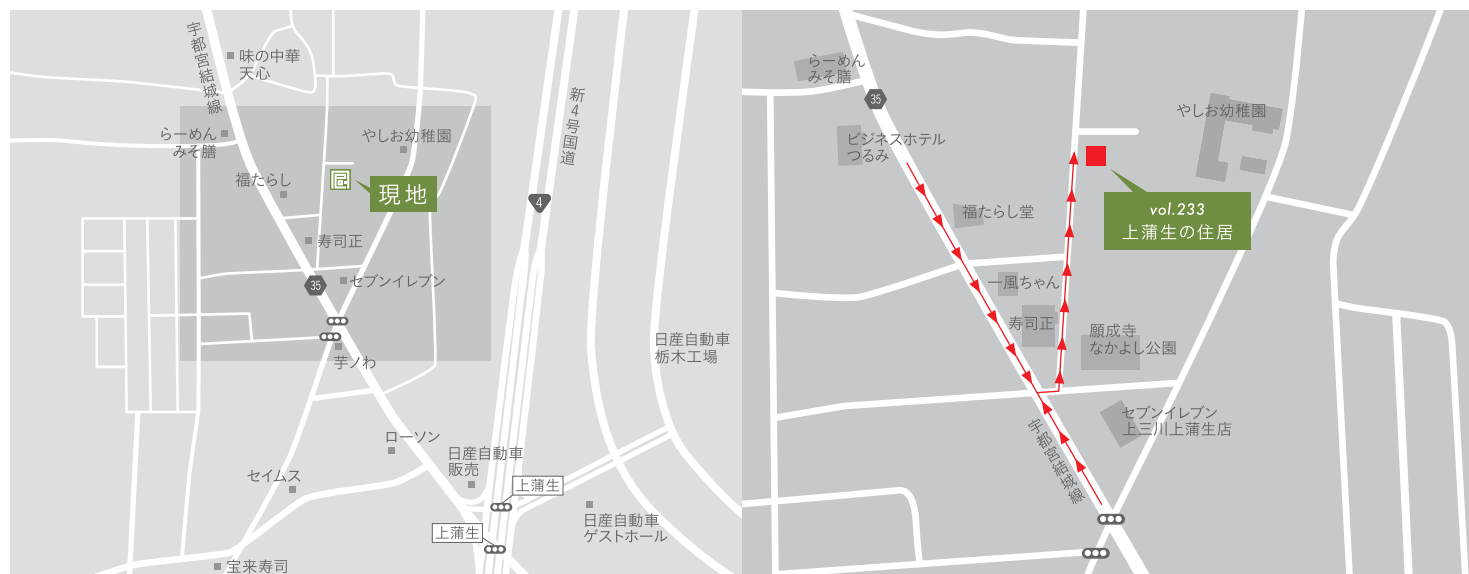 宇都宮結城線
味の中華
天心
らーめん
みそ膳
やしお幼稚園
福たらし
現地
寿司正
35
セブンイレブン
芋ノわ
新4号国道
4
日産自動車
栃木工場
ローソン
日産自動車
販売
セイムス
上蒲生
上蒲生
日産自動車
ゲストホール
宝来寿司
らーめん
みそ膳
35
ビジネスホテル
つるみ
やしお幼稚園
福たらし堂
vol.233
上蒲生の住居
一風ちゃん
寿司正
願成寺
なかよし公園
セブンイレブン
上三川上蒲生店
宇都宮結城線